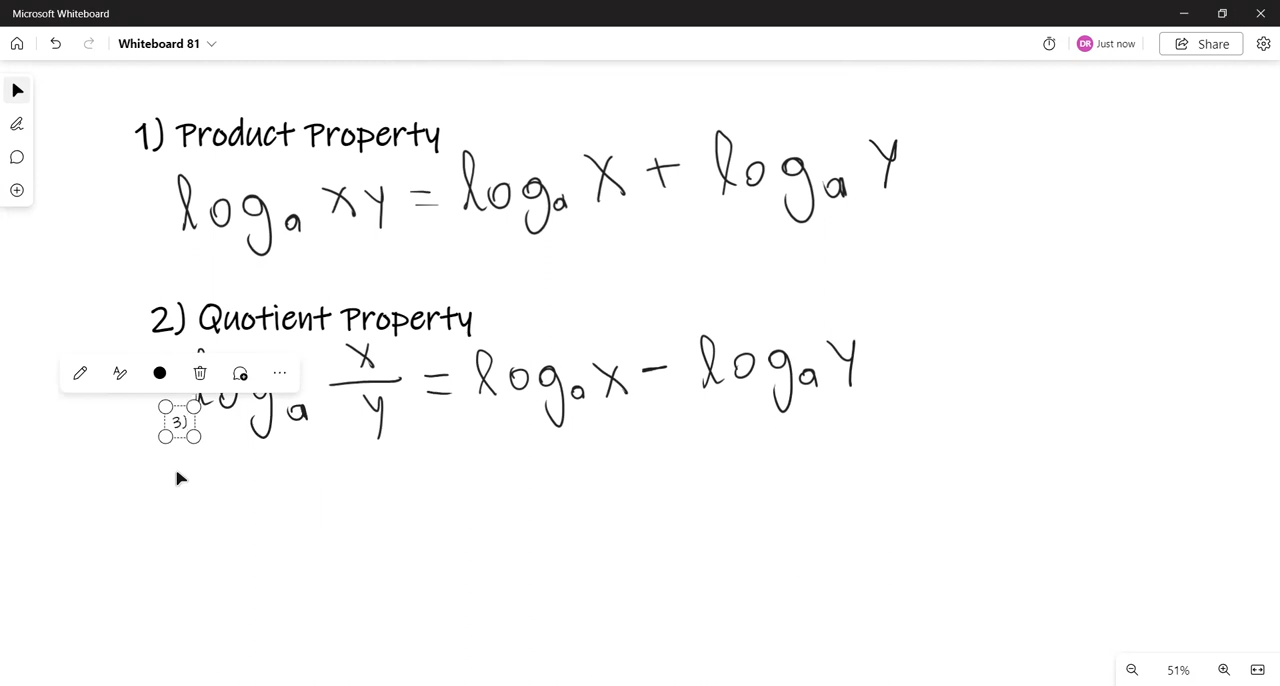 Microsoft Whiteboard
Whiteboard 81
DR Just now Share
1) Product Property
logₐ xy = logₐ x + logₐ y
2) Quotient Property
logₐ x/y = logₐ x - logₐ y
3)
51%